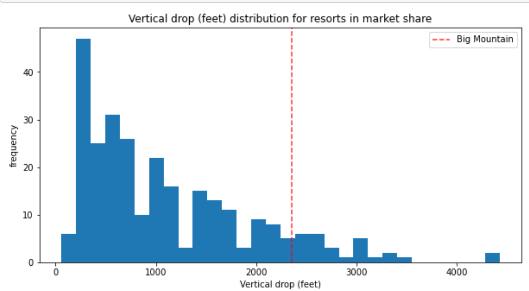 Vertical drop (feet) distribution for resorts in market share
Big Mountain
frequency
40
30
20
10
0
0 1000 2000 3000 4000
Vertical drop (feet)